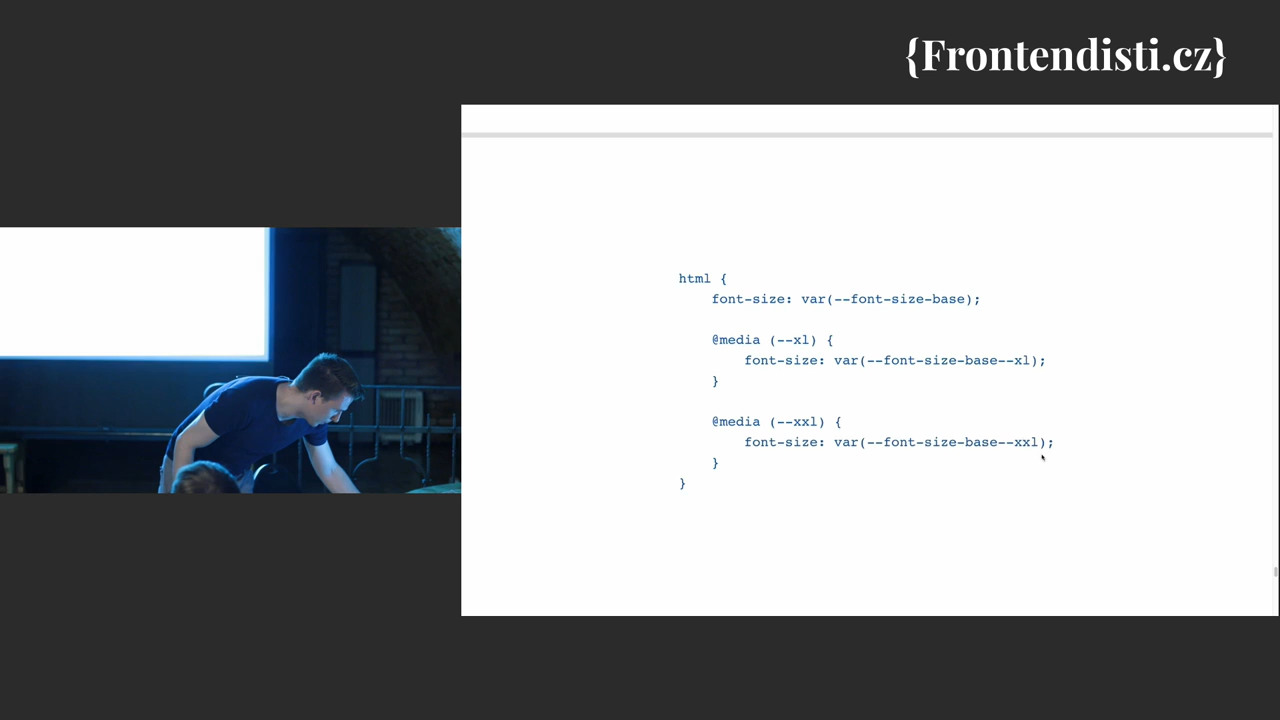 {Frontendisti.cz}
html {
font-size: var(--font-size-base);
@media (--xl) {
font-size: var(--font-size-base--xl);
}
@media (--xxl) {
font-size: var(--font-size-base--xxl);
}
}